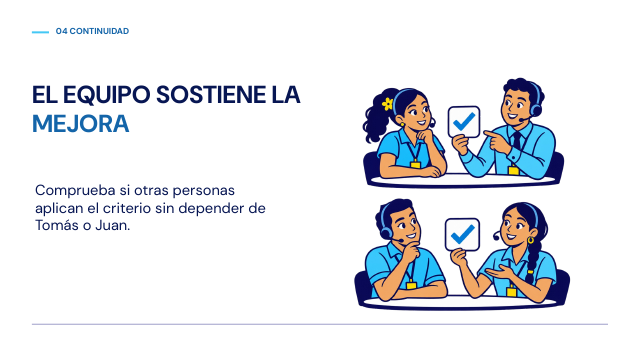 04 CONTINUIDAD
EL EQUIPO SOSTIENE LA
MEJORA
Comprueba si otras personas
aplican el criterio sin depender de
Tomás o Juan.